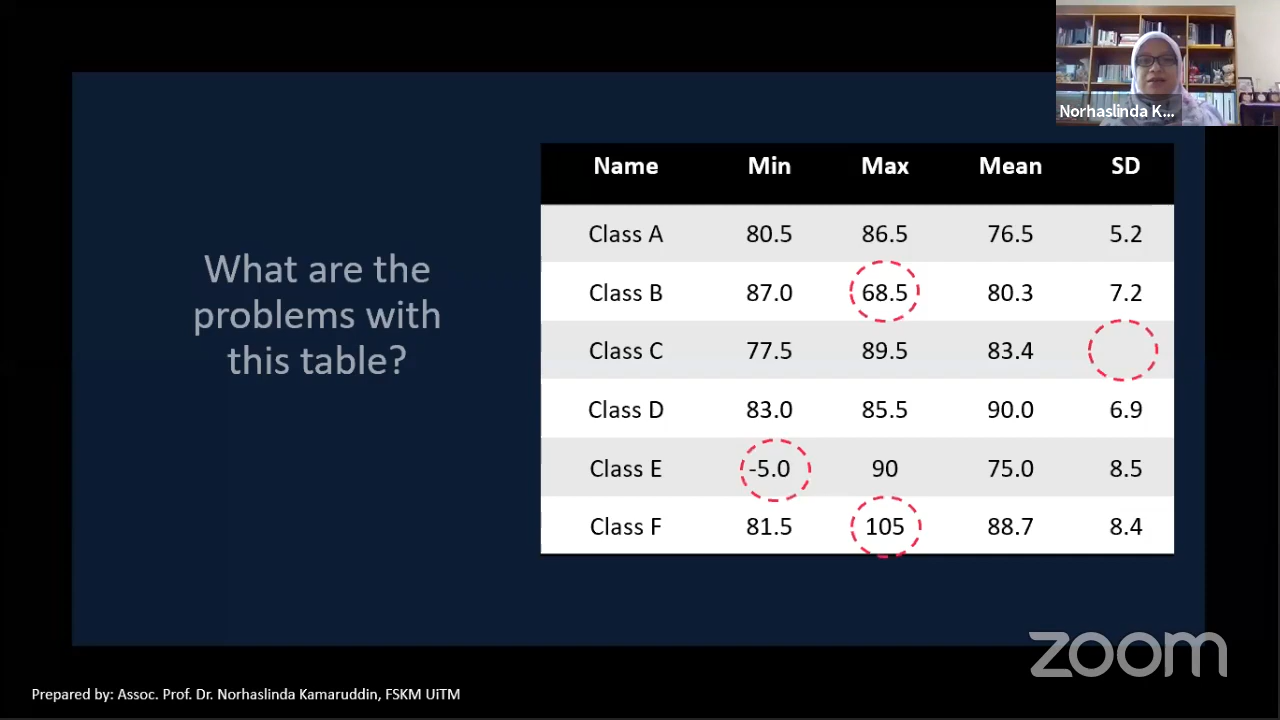 Norhaslinda K...
What are the
problems with
this table?
Name Min Max Mean SD
Class A 80.5 86.5 76.5 5.2
Class B 87.0 68.5 80.3 7.2
Class C 77.5 89.5 83.4
Class D 83.0 85.5 90.0 6.9
Class E -5.0 90 75.0 8.5
Class F 81.5 105 88.7 8.4
zoom
Prepared by: Assoc. Prof. Dr. Norhaslinda Kamaruddin, FSKM UiTM